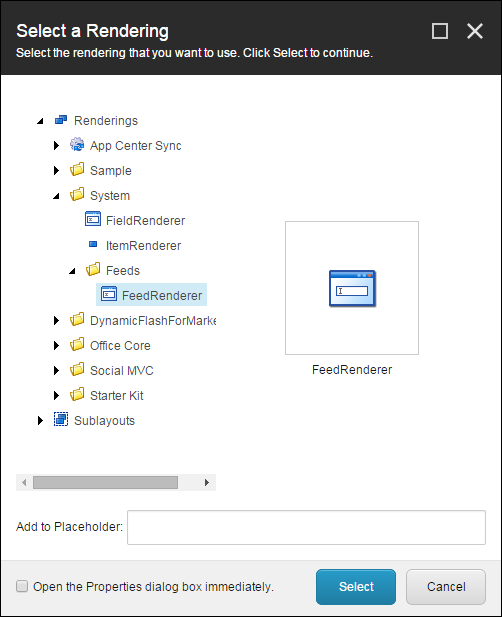 Select a Rendering
Select the rendering that you want to use. Click Select to continue.
Renderings
App Center Sync
Sample
System
FieldRenderer
ItemRenderer
Feeds
FeedRenderer
DynamicFlashForMarke
Office Core
Social MVC
Starter Kit
Sublayouts
FeedRenderer
Add to Placeholder:
Open the Properties dialog box immediately.
Select
Cancel